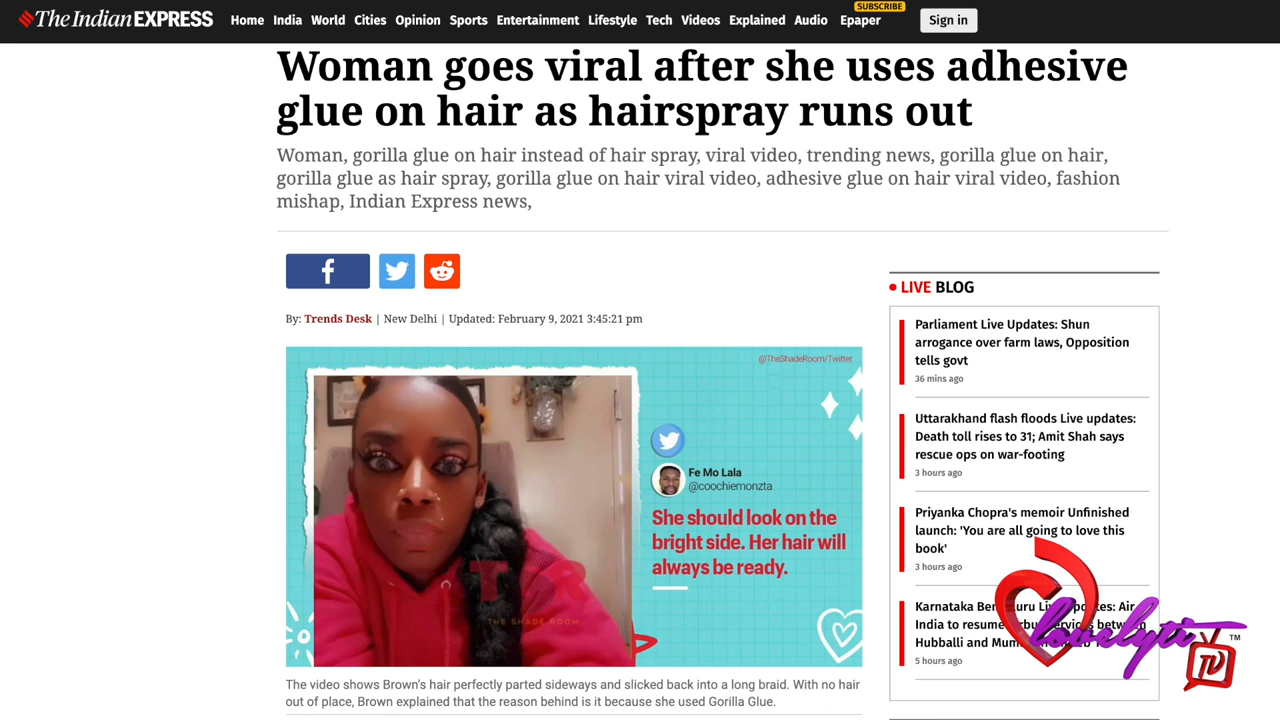 The Indian EXPRESS
Home India World Cities Opinion Sports Entertainment Lifestyle Tech Videos Explained Audio Epaper
SUBSCRIBE
Sign in
Woman goes viral after she uses adhesive
glue on hair as hairspray runs out
Woman, gorilla glue on hair instead of hair spray, viral video, trending news, gorilla glue on hair,
gorilla glue as hair spray, gorilla glue on hair viral video, adhesive glue on hair viral video, fashion
mishap, Indian Express news,
By: Trends Desk | New Delhi | Updated: February 9, 2021 3:45:21 pm
@TheShadeRoom/Twitter
Fe Mo Lala
@coochiemonzta
She should look on the
bright side. Her hair will
always be ready.
TSR
THE SHADE ROOM
The video shows Brown's hair perfectly parted sideways and slicked back into a long braid. With no hair
out of place, Brown explained that the reason behind is it because she used Gorilla Glue.
LIVE BLOG
Parliament Live Updates: Shun
arrogance over farm laws, Opposition
tells govt
36 mins ago
Uttarakhand flash floods Live updates:
Death toll rises to 31; Amit Shah says
rescue ops on war-footing
3 hours ago
Priyanka Chopra's memoir Unfinished
launch: 'You are all going to love this
book'
3 hours ago
Karnataka Air
India to resume
Hubballi and
5 hours ago
lovelyti
TV
TM